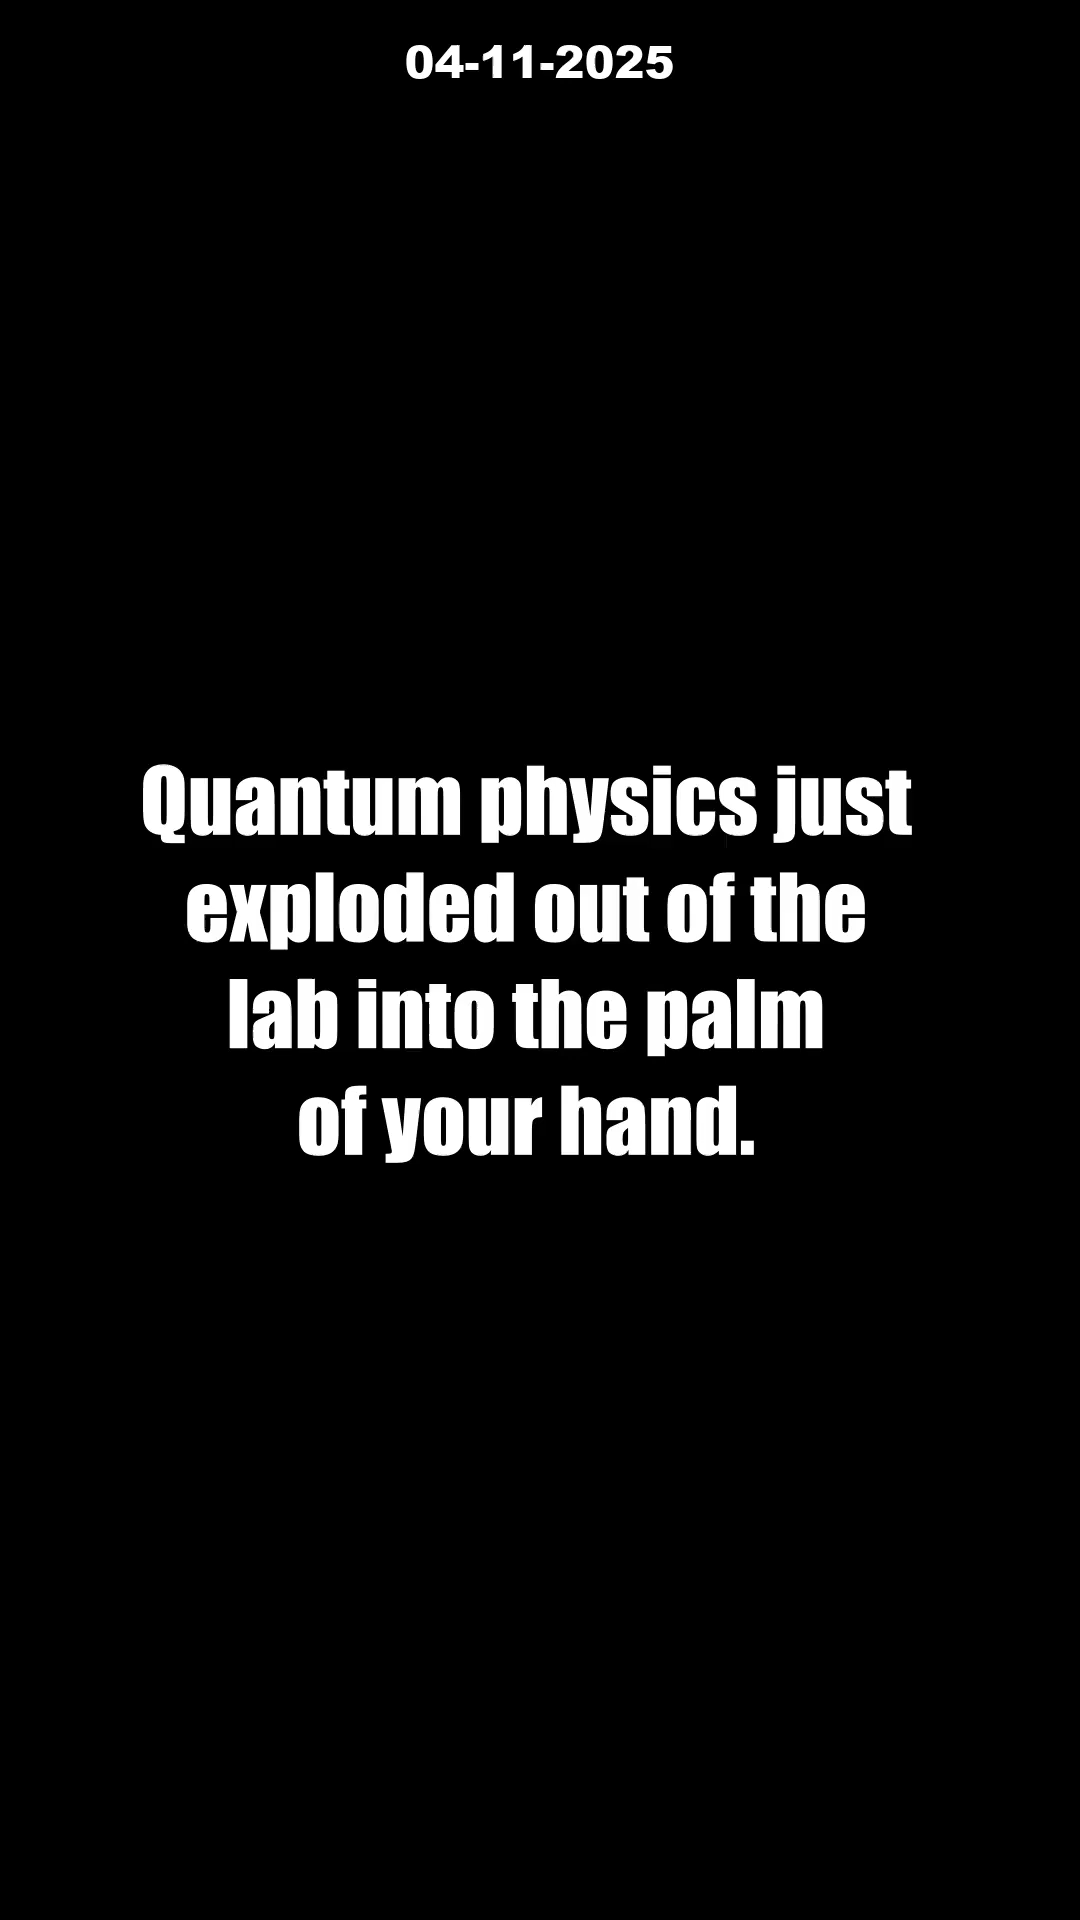 04-11-2025
Quantum physics just
exploded out of the
lab into the palm
of your hand.